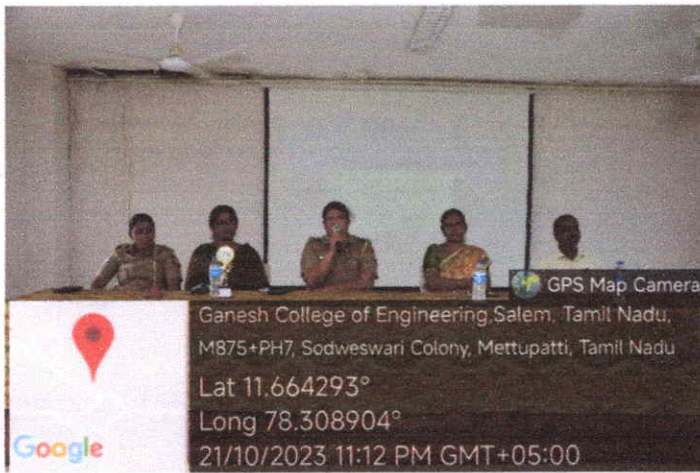 GPS Map Camera
Ganesh College of Engineering,Salem, Tamil Nadu,
M875+PH7, Sodweswari Colony, Mettupatti, Tamil Nadu
Lat 11.664293°
Long 78.308904°
21/10/2023 11:12 PM GMT+05:00
Google